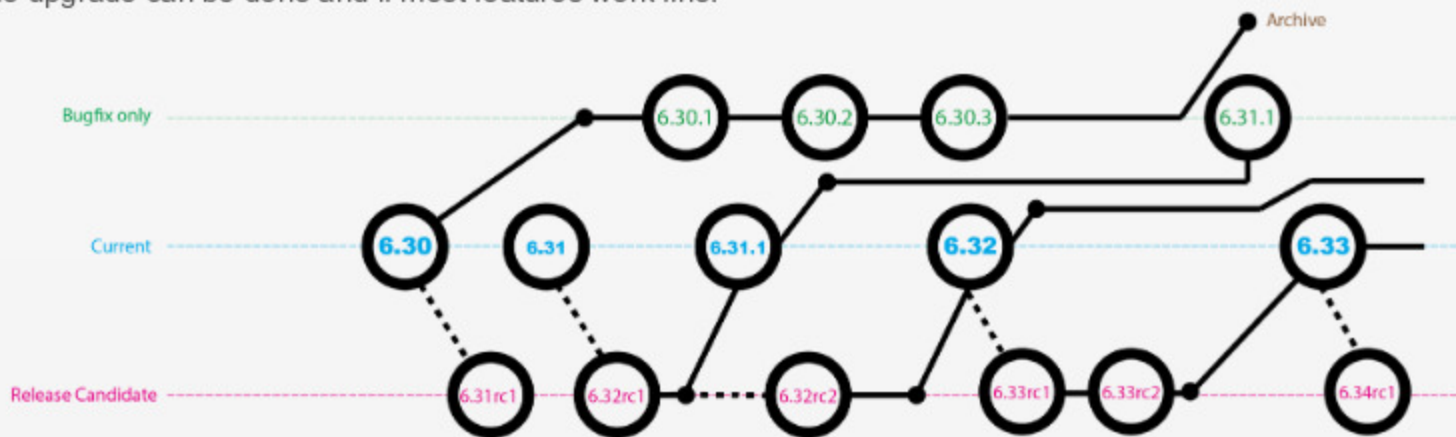 Archive
Bugfix only
6.30.1 6.30.2 6.30.3 6.31.1
Current
6.30 6.31 6.31.1 6.32 6.33
Release Candidate
6.31rc1 6.32rc1 6.32rc2 6.33rc1 6.33rc2 6.34rc1